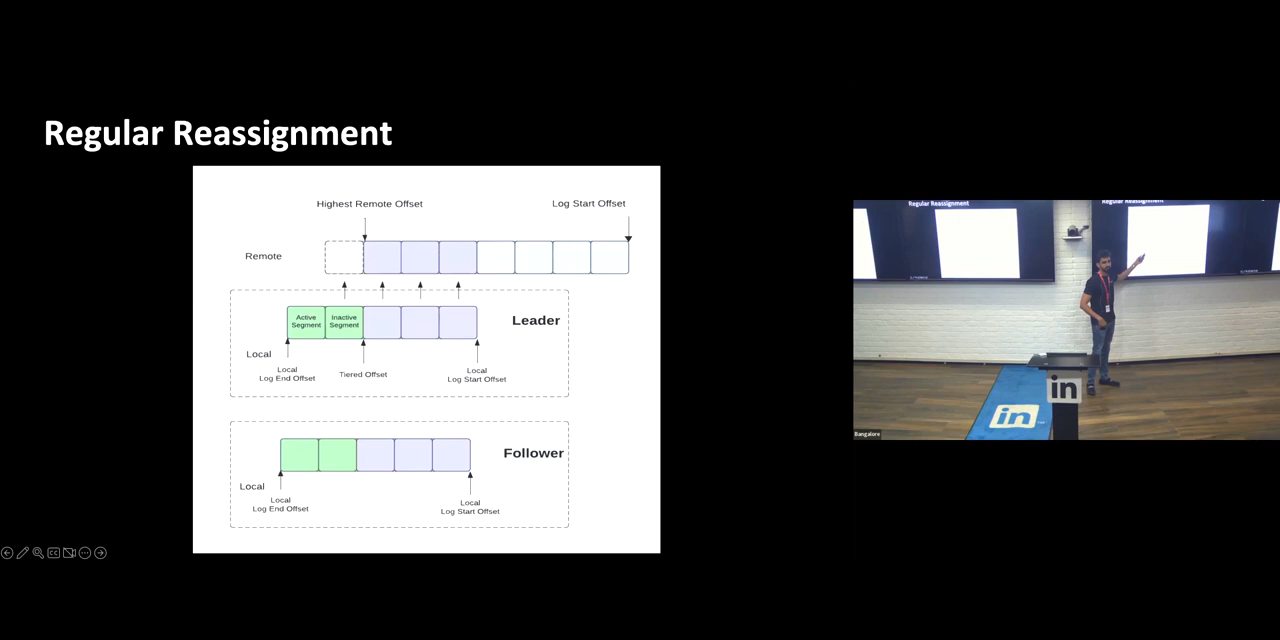 Regular Reassignment
Highest Remote Offset
Log Start Offset
Remote
Active
Segment
Inactive
Segment
Leader
Local
Local
Log End Offset
Tiered Offset
Local
Log Start Offset
Follower
Local
Local
Log End Offset
Local
Log Start Offset
CC
Regular Reassignment
Regular Reassignment
in
in
Bangalore